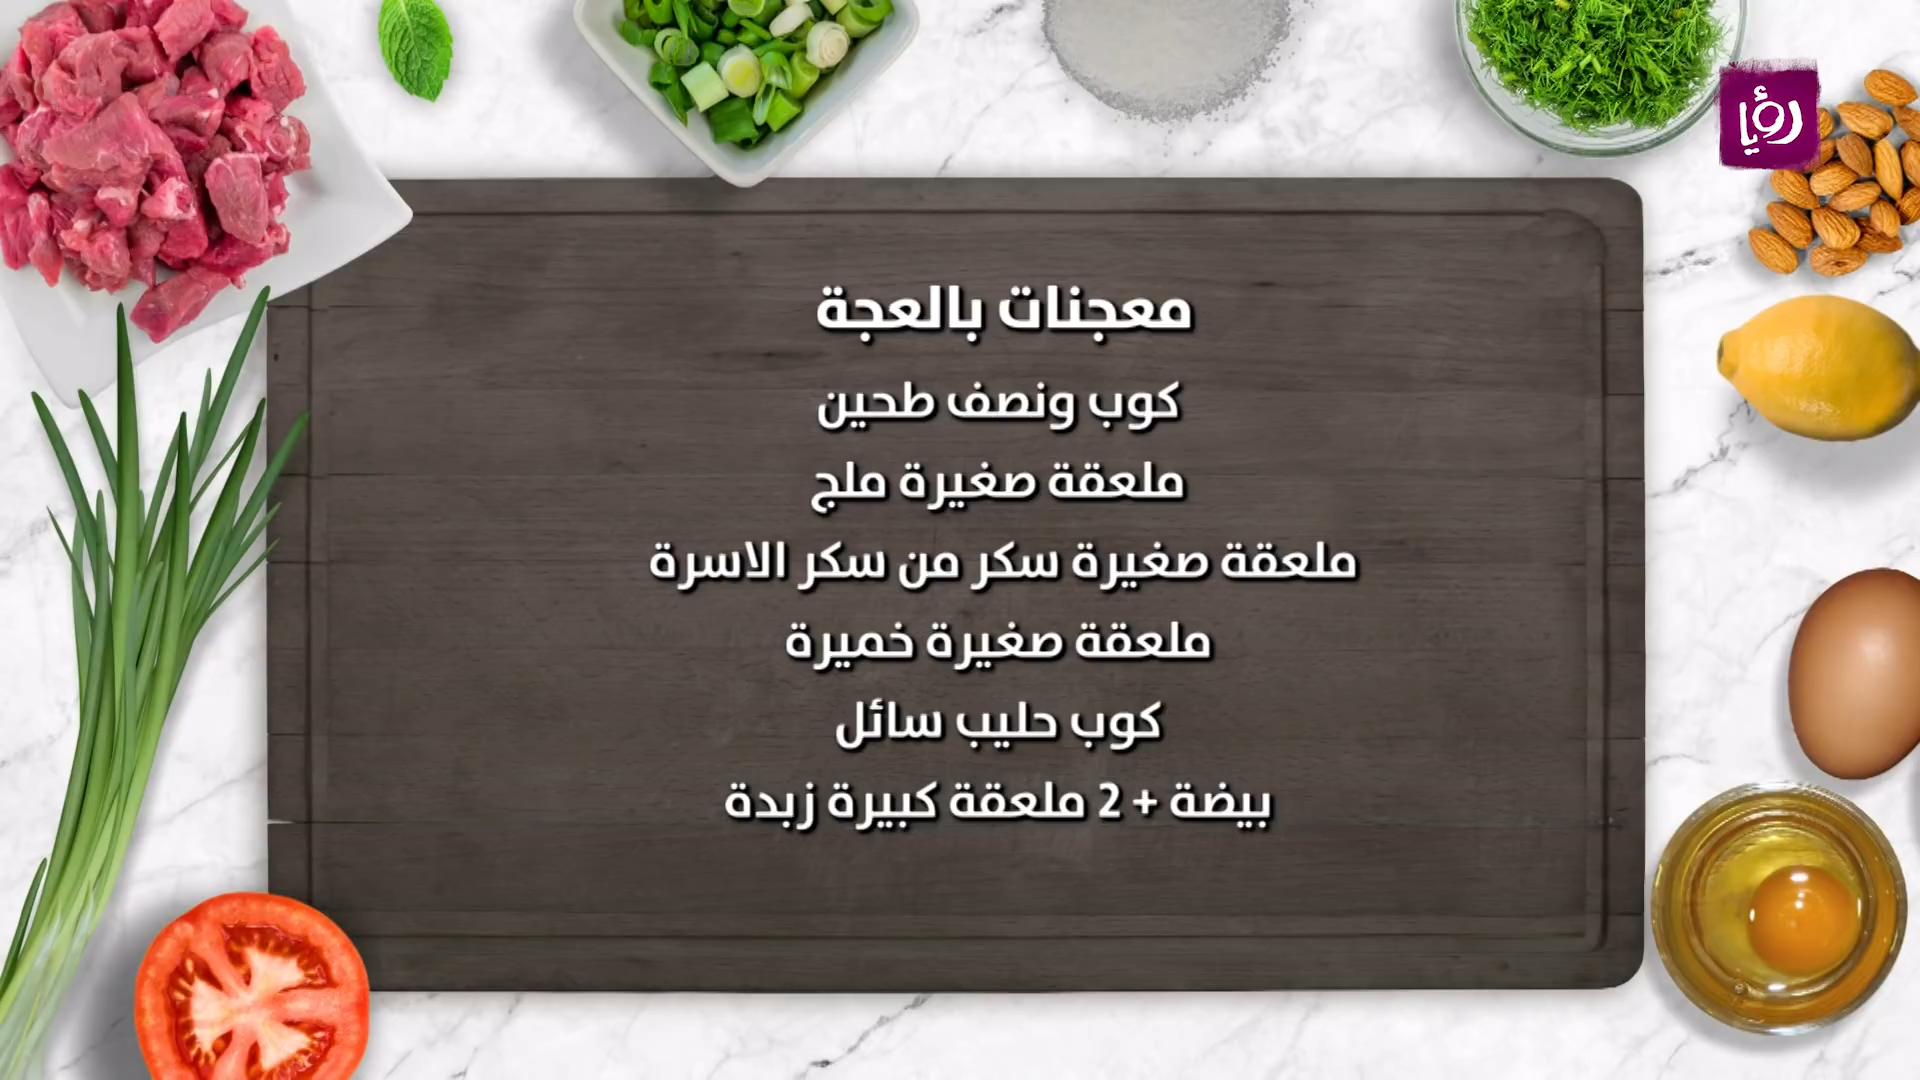 رؤيا
معجنات بالعجة
كوب ونصف طحين
ملعقة صغيرة ملج
ملعقة صغيرة سكر من سكر الاسرة
ملعقة صغيرة خميرة
كوب حليب سائل
بيضة + 2 ملعقة كبيرة زبدة